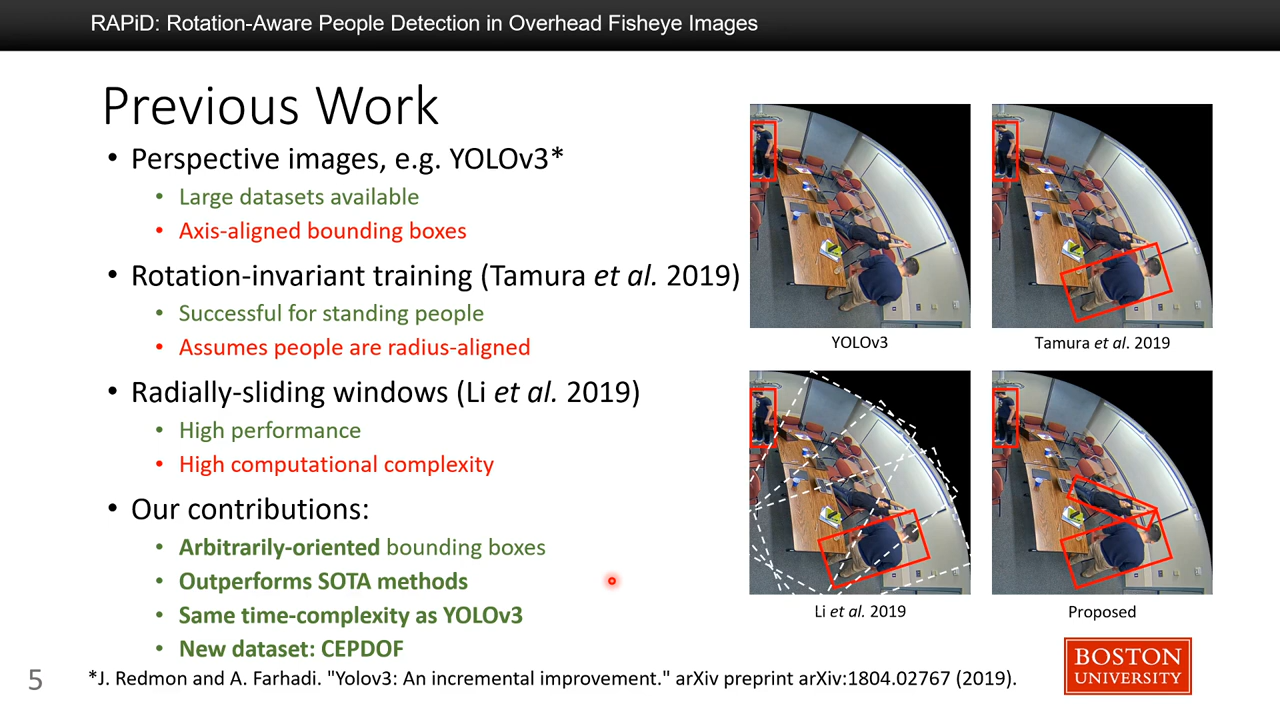 RAPiD: Rotation-Aware People Detection in Overhead Fisheye Images
Previous Work
• Perspective images, e.g. YOLOv3*
• Large datasets available
• Axis-aligned bounding boxes
• Rotation-invariant training (Tamura et al. 2019)
• Successful for standing people
• Assumes people are radius-aligned
• Radially-sliding windows (Li et al. 2019)
• High performance
• High computational complexity
• Our contributions:
• Arbitrarily-oriented bounding boxes
• Outperforms SOTA methods
• Same time-complexity as YOLOv3
• New dataset: CEPDOF
YOLOv3
Tamura et al. 2019
Li et al. 2019
Proposed
*J. Redmon and A. Farhadi. "Yolov3: An incremental improvement." arXiv preprint arXiv:1804.02767 (2019).
5
BOSTON
UNIVERSITY